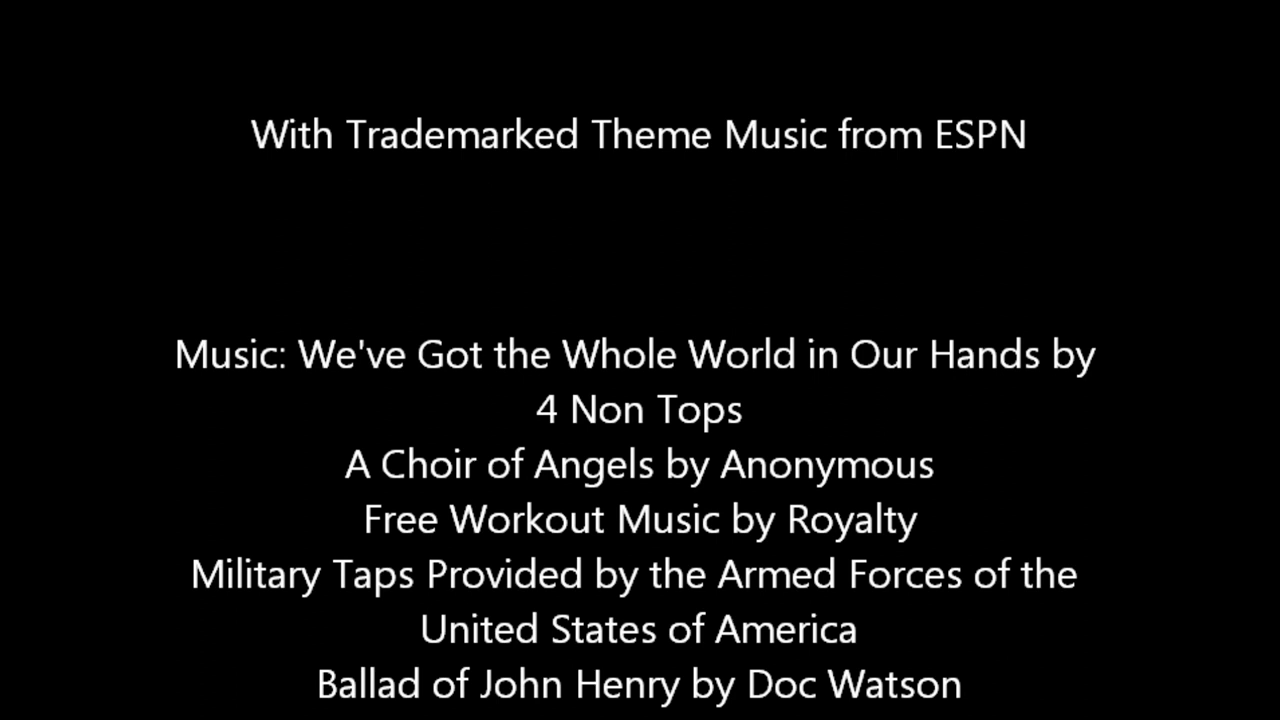 With Trademarked Theme Music from ESPN
Music: We've Got the Whole World in Our Hands by
4 Non Tops
A Choir of Angels by Anonymous
Free Workout Music by Royalty
Military Taps Provided by the Armed Forces of the
United States of America
Ballad of John Henry by Doc Watson